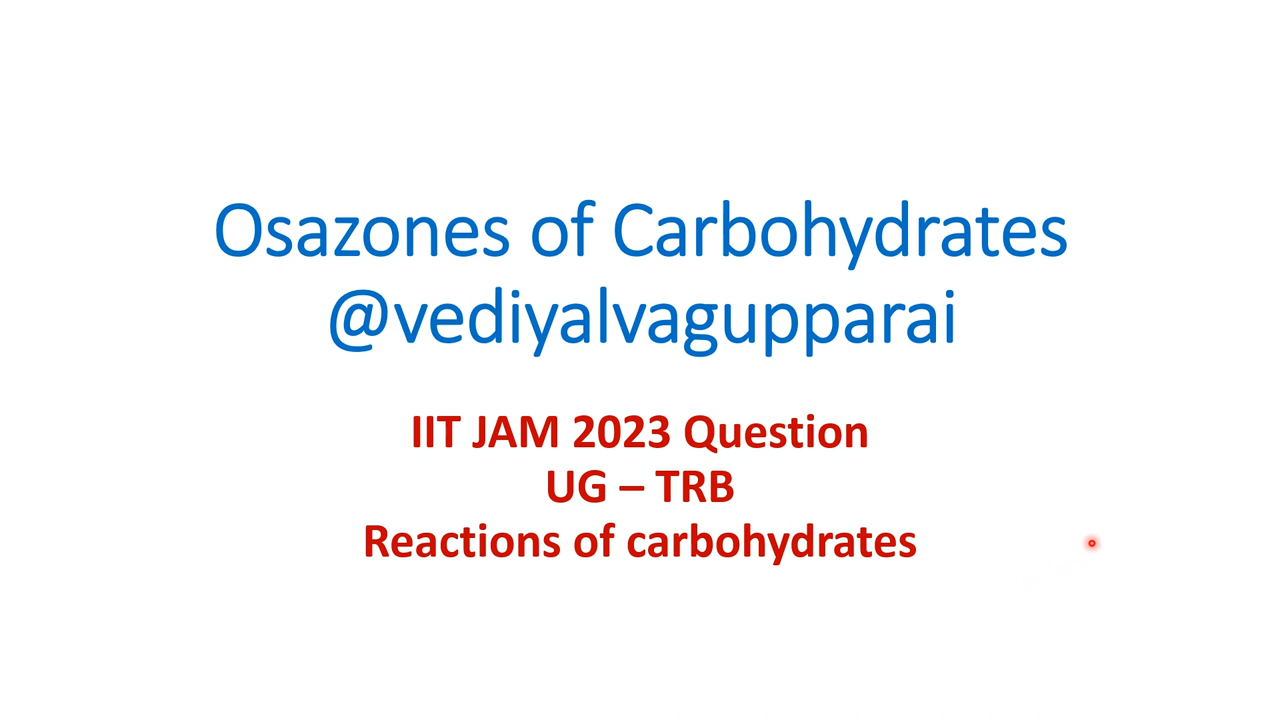 Osazones of Carbohydrates
@vediyalvagupparai
IIT JAM 2023 Question
UG – TRB
Reactions of carbohydrates